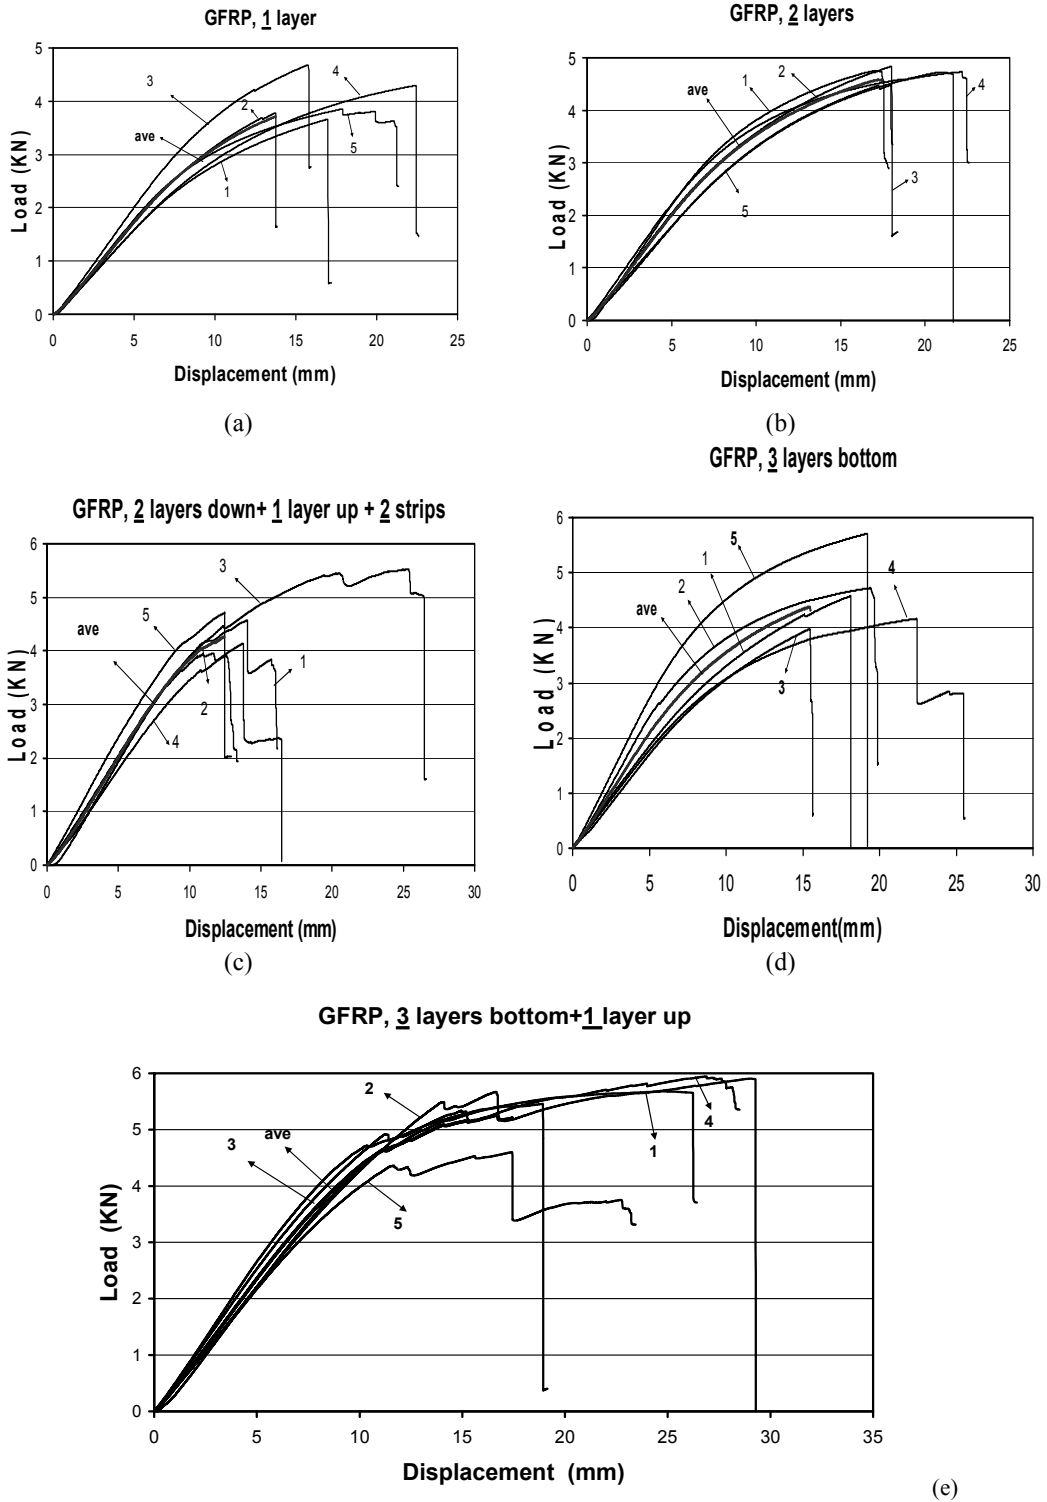 GFRP, 1 layer
5
4
3
2
1
0
Load (KN)
3
4
2
ave
5
1
0 5 10 15 20 25
Displacement (mm)
(a)
GFRP, 2 layers
5
4
3
2
1
0
Load (KN)
1
2
ave
4
3
5
0 5 10 15 20 25
Displacement (mm)
(b)
GFRP, 2 layers down+ 1 layer up + 2 strips
6
5
4
3
2
1
0
Load (KN)
3
5
ave
1
2
4
0 5 10 15 20 25 30
Displacement (mm)
(c)
GFRP, 3 layers bottom
6
5
4
3
2
1
0
Load (KN)
5
1
4
2
ave
3
0 5 10 15 20 25 30
Displacement(mm)
(d)
GFRP, 3 layers bottom+1 layer up
6
5
4
3
2
1
0
Load (KN)
2
ave
3
4
1
5
0 5 10 15 20 25 30 35
Displacement (mm)
(e)